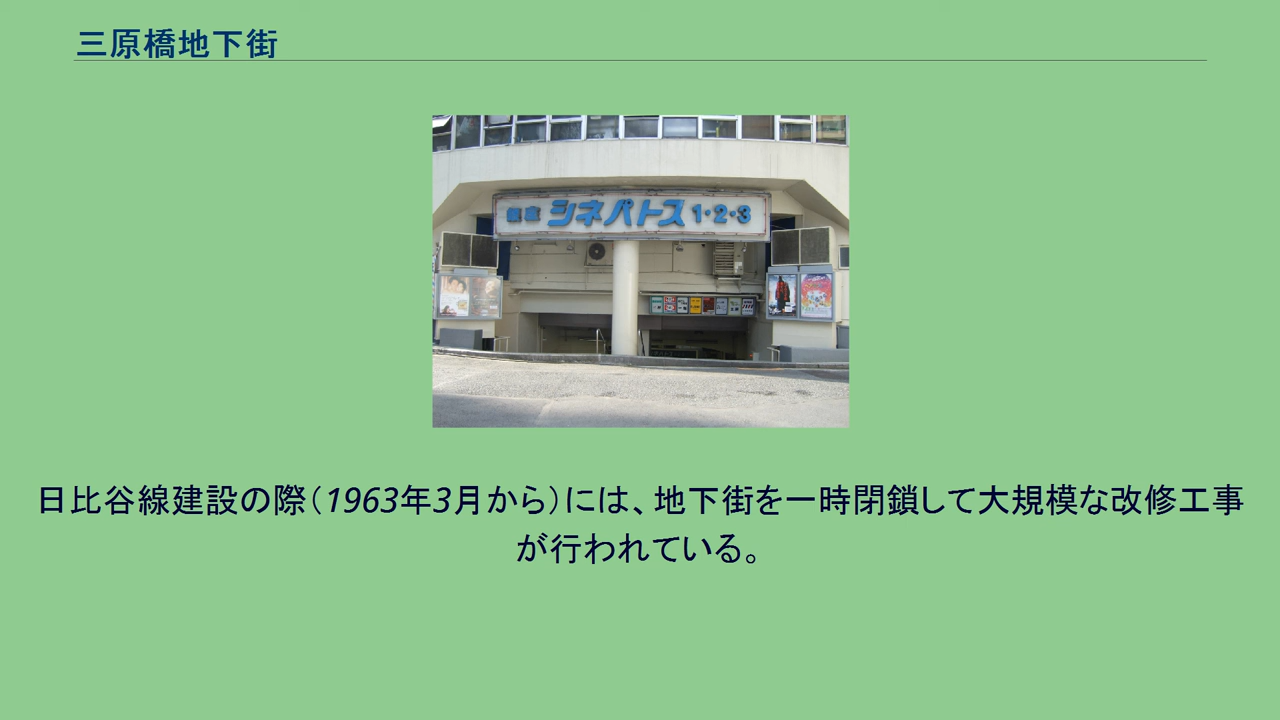 三原橋地下街
銀座 シネパトス 1・2・3
日比谷線建設の際（1963年3月から）には、地下街を一時閉鎖して大規模な改修工事
が行われている。